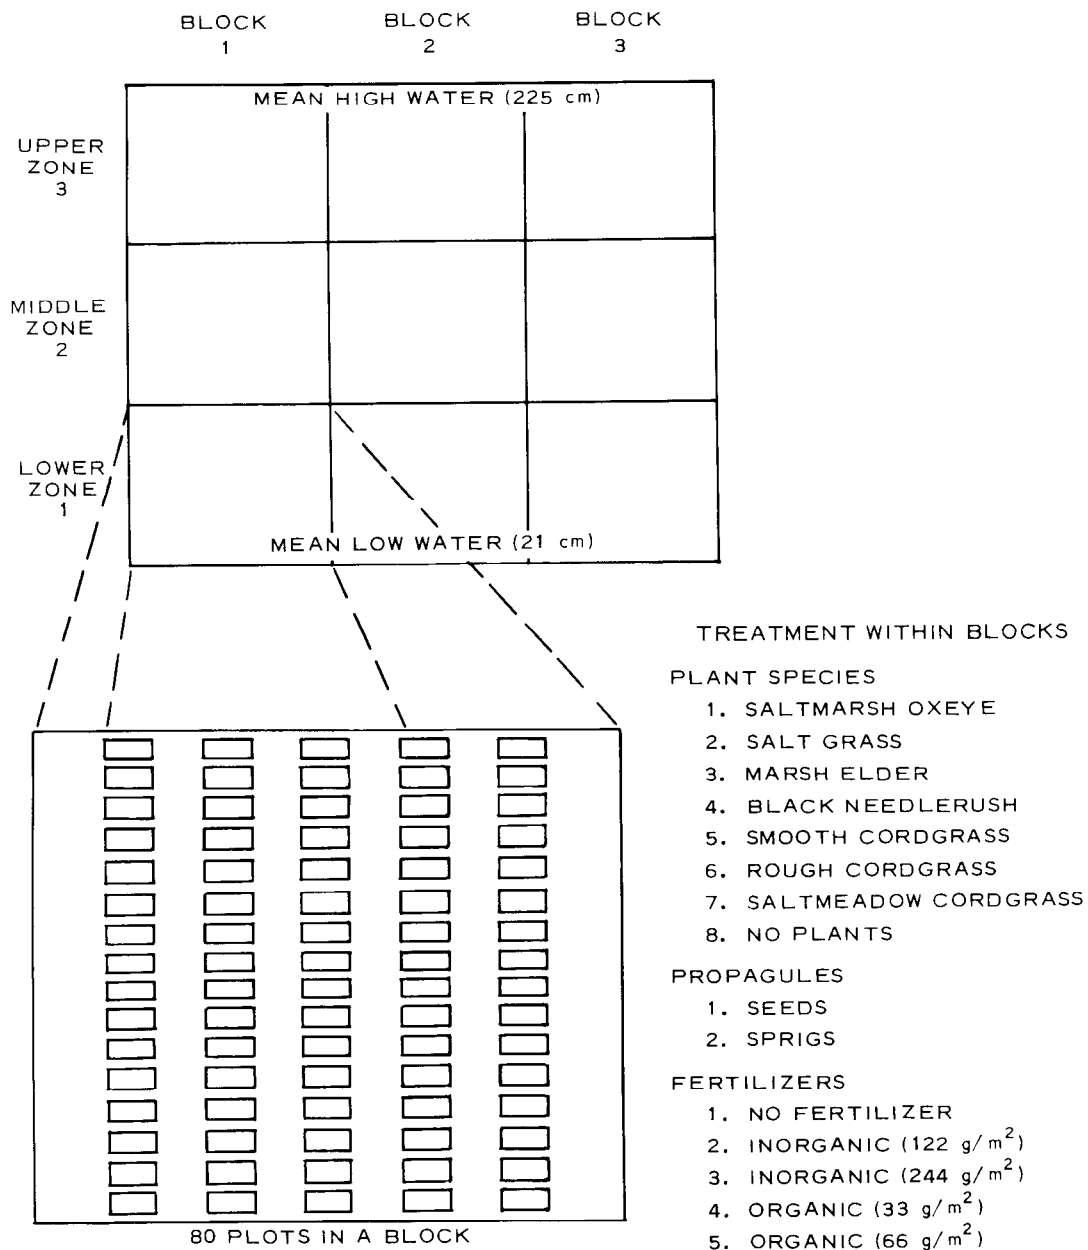 BLOCK
1
BLOCK
2
BLOCK
3
MEAN HIGH WATER (225 cm)
UPPER
ZONE
3
MIDDLE
ZONE
2
LOWER
ZONE
1
MEAN LOW WATER (21 cm)
80 PLOTS IN A BLOCK
TREATMENT WITHIN BLOCKS
PLANT SPECIES
1. SALTMARSH OXEYE
2. SALT GRASS
3. MARSH ELDER
4. BLACK NEEDLERUSH
5. SMOOTH CORDGRASS
6. ROUGH CORDGRASS
7. SALTMEADOW CORDGRASS
8. NO PLANTS
PROPAGULES
1. SEEDS
2. SPRIGS
FERTILIZERS
1. NO FERTILIZER
2. INORGANIC (122 g/m²)
3. INORGANIC (244 g/m²)
4. ORGANIC (33 g/m²)
5. ORGANIC (66 g/m²)